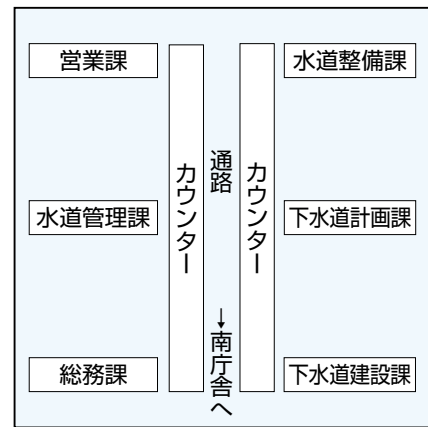 営業課
水道管理課
総務課
カウンター
通路
→南庁舎へ
カウンター
水道整備課
下水道計画課
下水道建設課